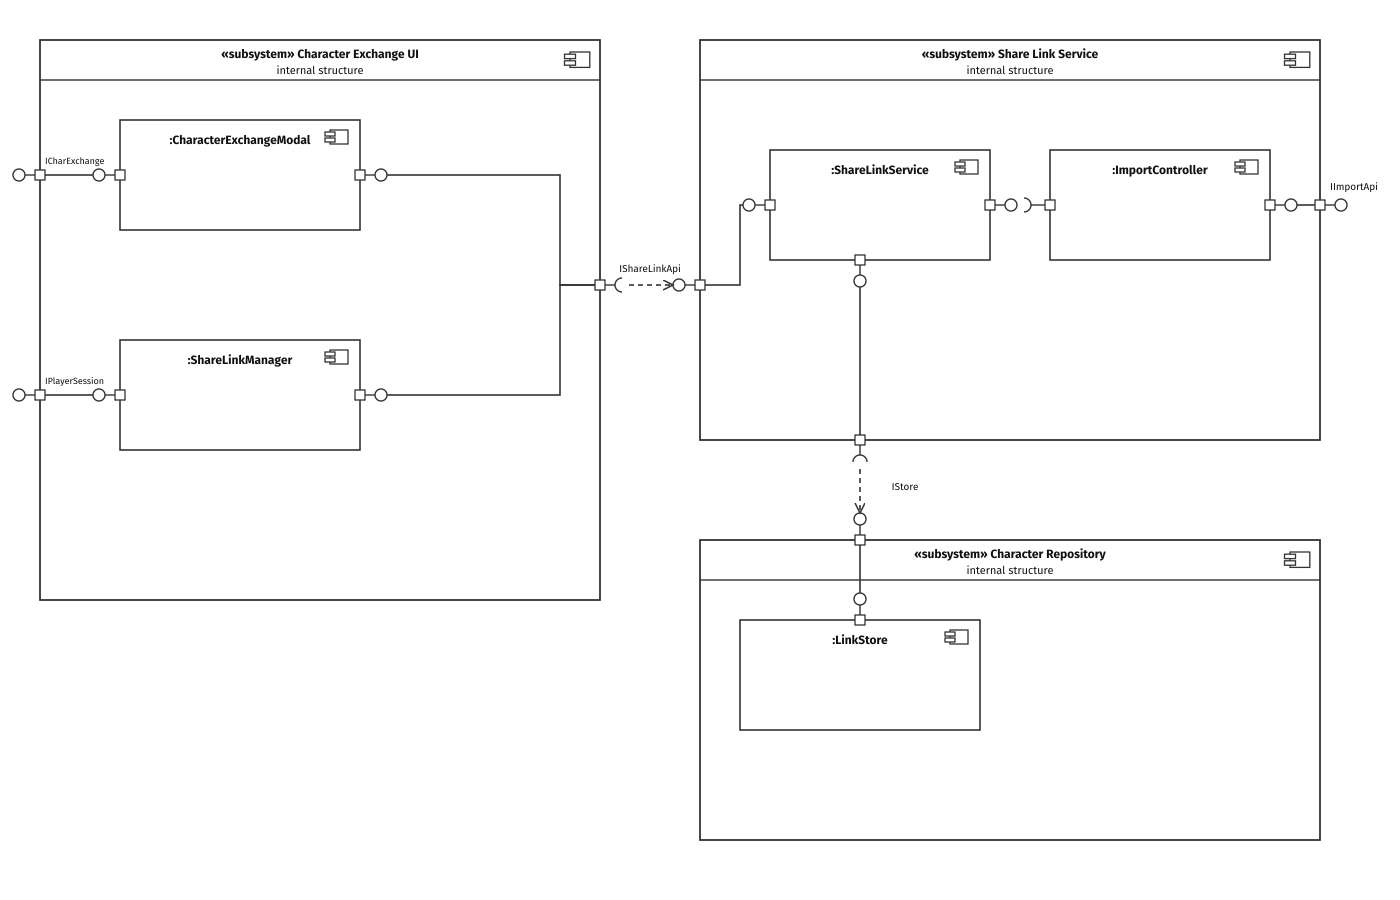 «subsystem» Character Exchange UI
internal structure
:CharacterExchangeModal
ICharExchange
:ShareLinkManager
IPlayerSession
IShareLinkApi
«subsystem» Share Link Service
internal structure
:ShareLinkService
:ImportController
IImportApi
IStore
«subsystem» Character Repository
internal structure
:LinkStore